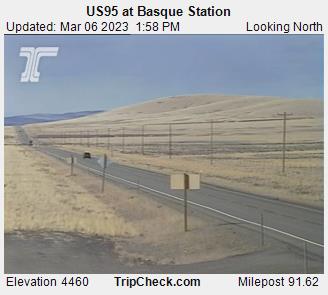 US95 at Basque Station
Updated: Mar 06 2023 1:58 PM Looking North
Elevation 4460 TripCheck.com Milepost 91.62